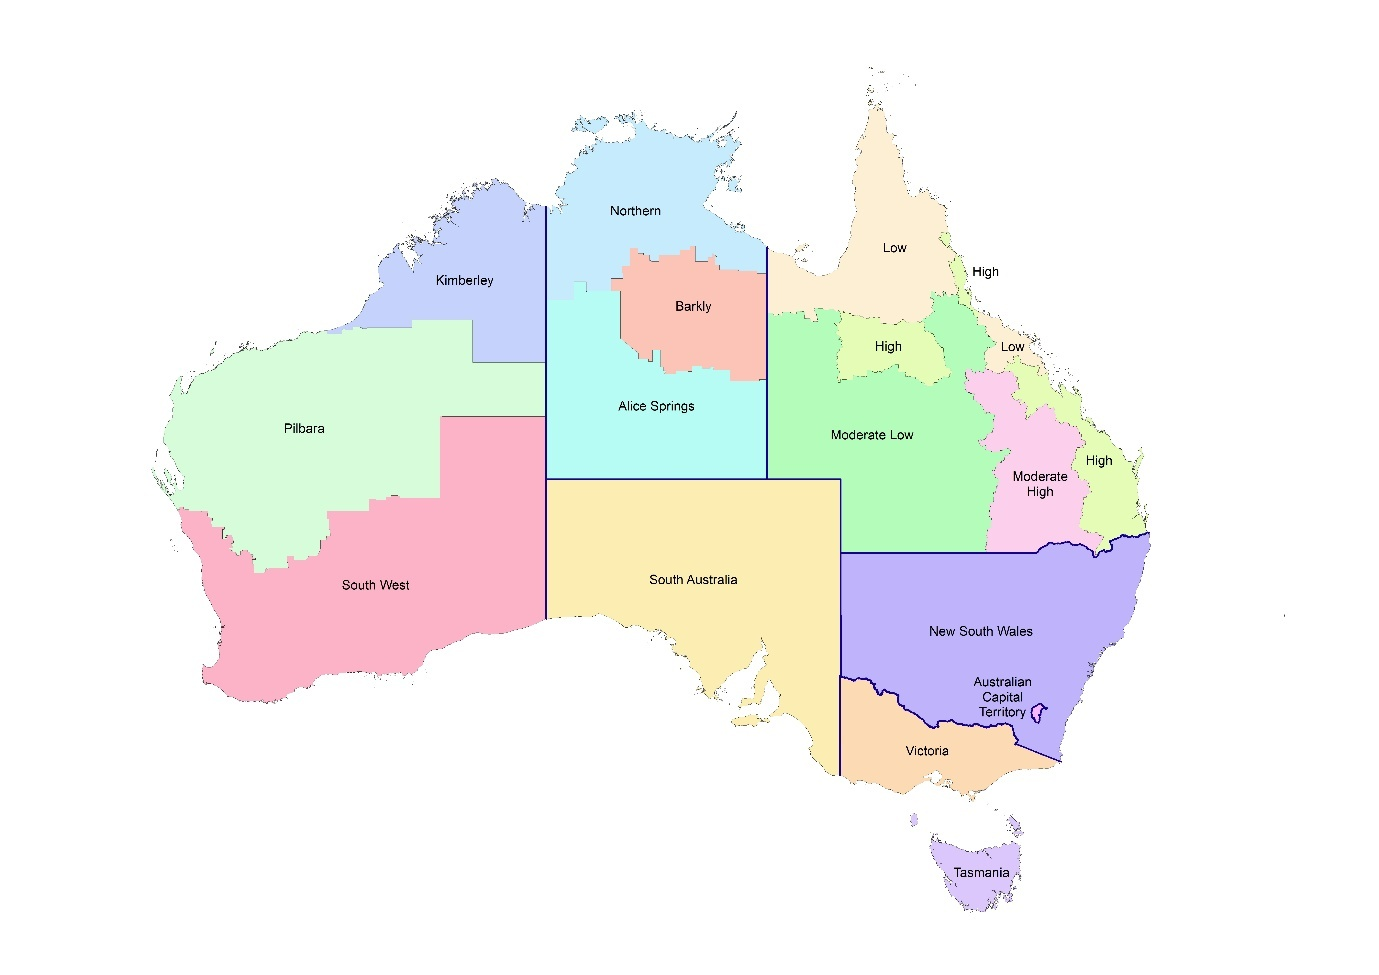 Northern
Low
High
Kimberley
Barkly
High
Low
Alice Springs
Pilbara
Moderate Low
High
Moderate
High
South Australia
South West
New South Wales
Australian
Capital
Territory
Victoria
Tasmania